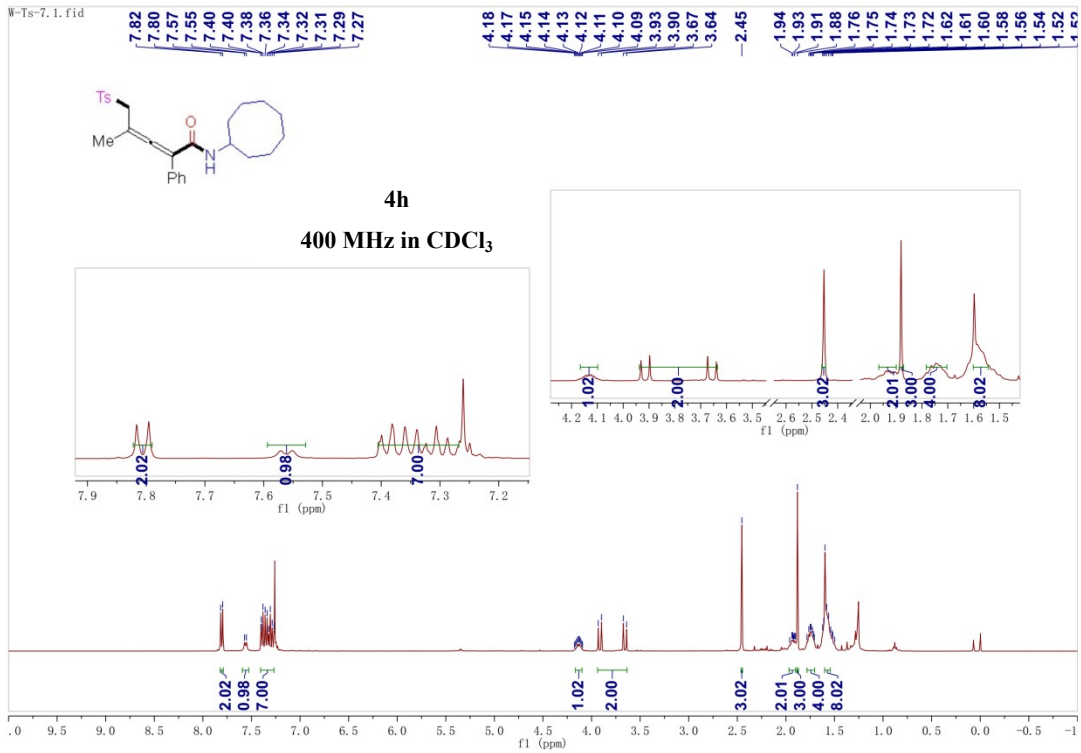 W-Ts-7.1.fid
7.82 7.80 7.57 7.55 7.40 7.40 7.38 7.36 7.34 7.32 7.31 7.29 7.27 4.18 4.17 4.15 4.14 4.13 4.12 4.11 4.10 4.09 3.93 3.90 3.67 3.64 2.45 1.94 1.93 1.91 1.88 1.76 1.75 1.74 1.73 1.72 1.62 1.61 1.60 1.58 1.56 1.54 1.52 1.52
Ts
O
Me
N
H
Ph
4h
400 MHz in CDCl₃
1.02 2.00 3.02 2.01 3.00 4.00 8.02
4.2 4.1 4.0 3.9 3.8 3.7 3.6 3.5 2.6 2.5 2.4 2.0 1.9 1.8 1.7 1.6 1.5
f1 (ppm)
2.02 0.98 7.00
7.9 7.8 7.7 7.6 7.5 7.4 7.3 7.2
f1 (ppm)
2.02 0.98 7.00 1.02 2.00 3.02 2.01 3.00 4.00 8.02
.0 9.5 9.0 8.5 8.0 7.5 7.0 6.5 6.0 5.5 5.0 4.5 4.0 3.5 3.0 2.5 2.0 1.5 1.0 0.5 0.0 -0.5 -1
f1 (ppm)